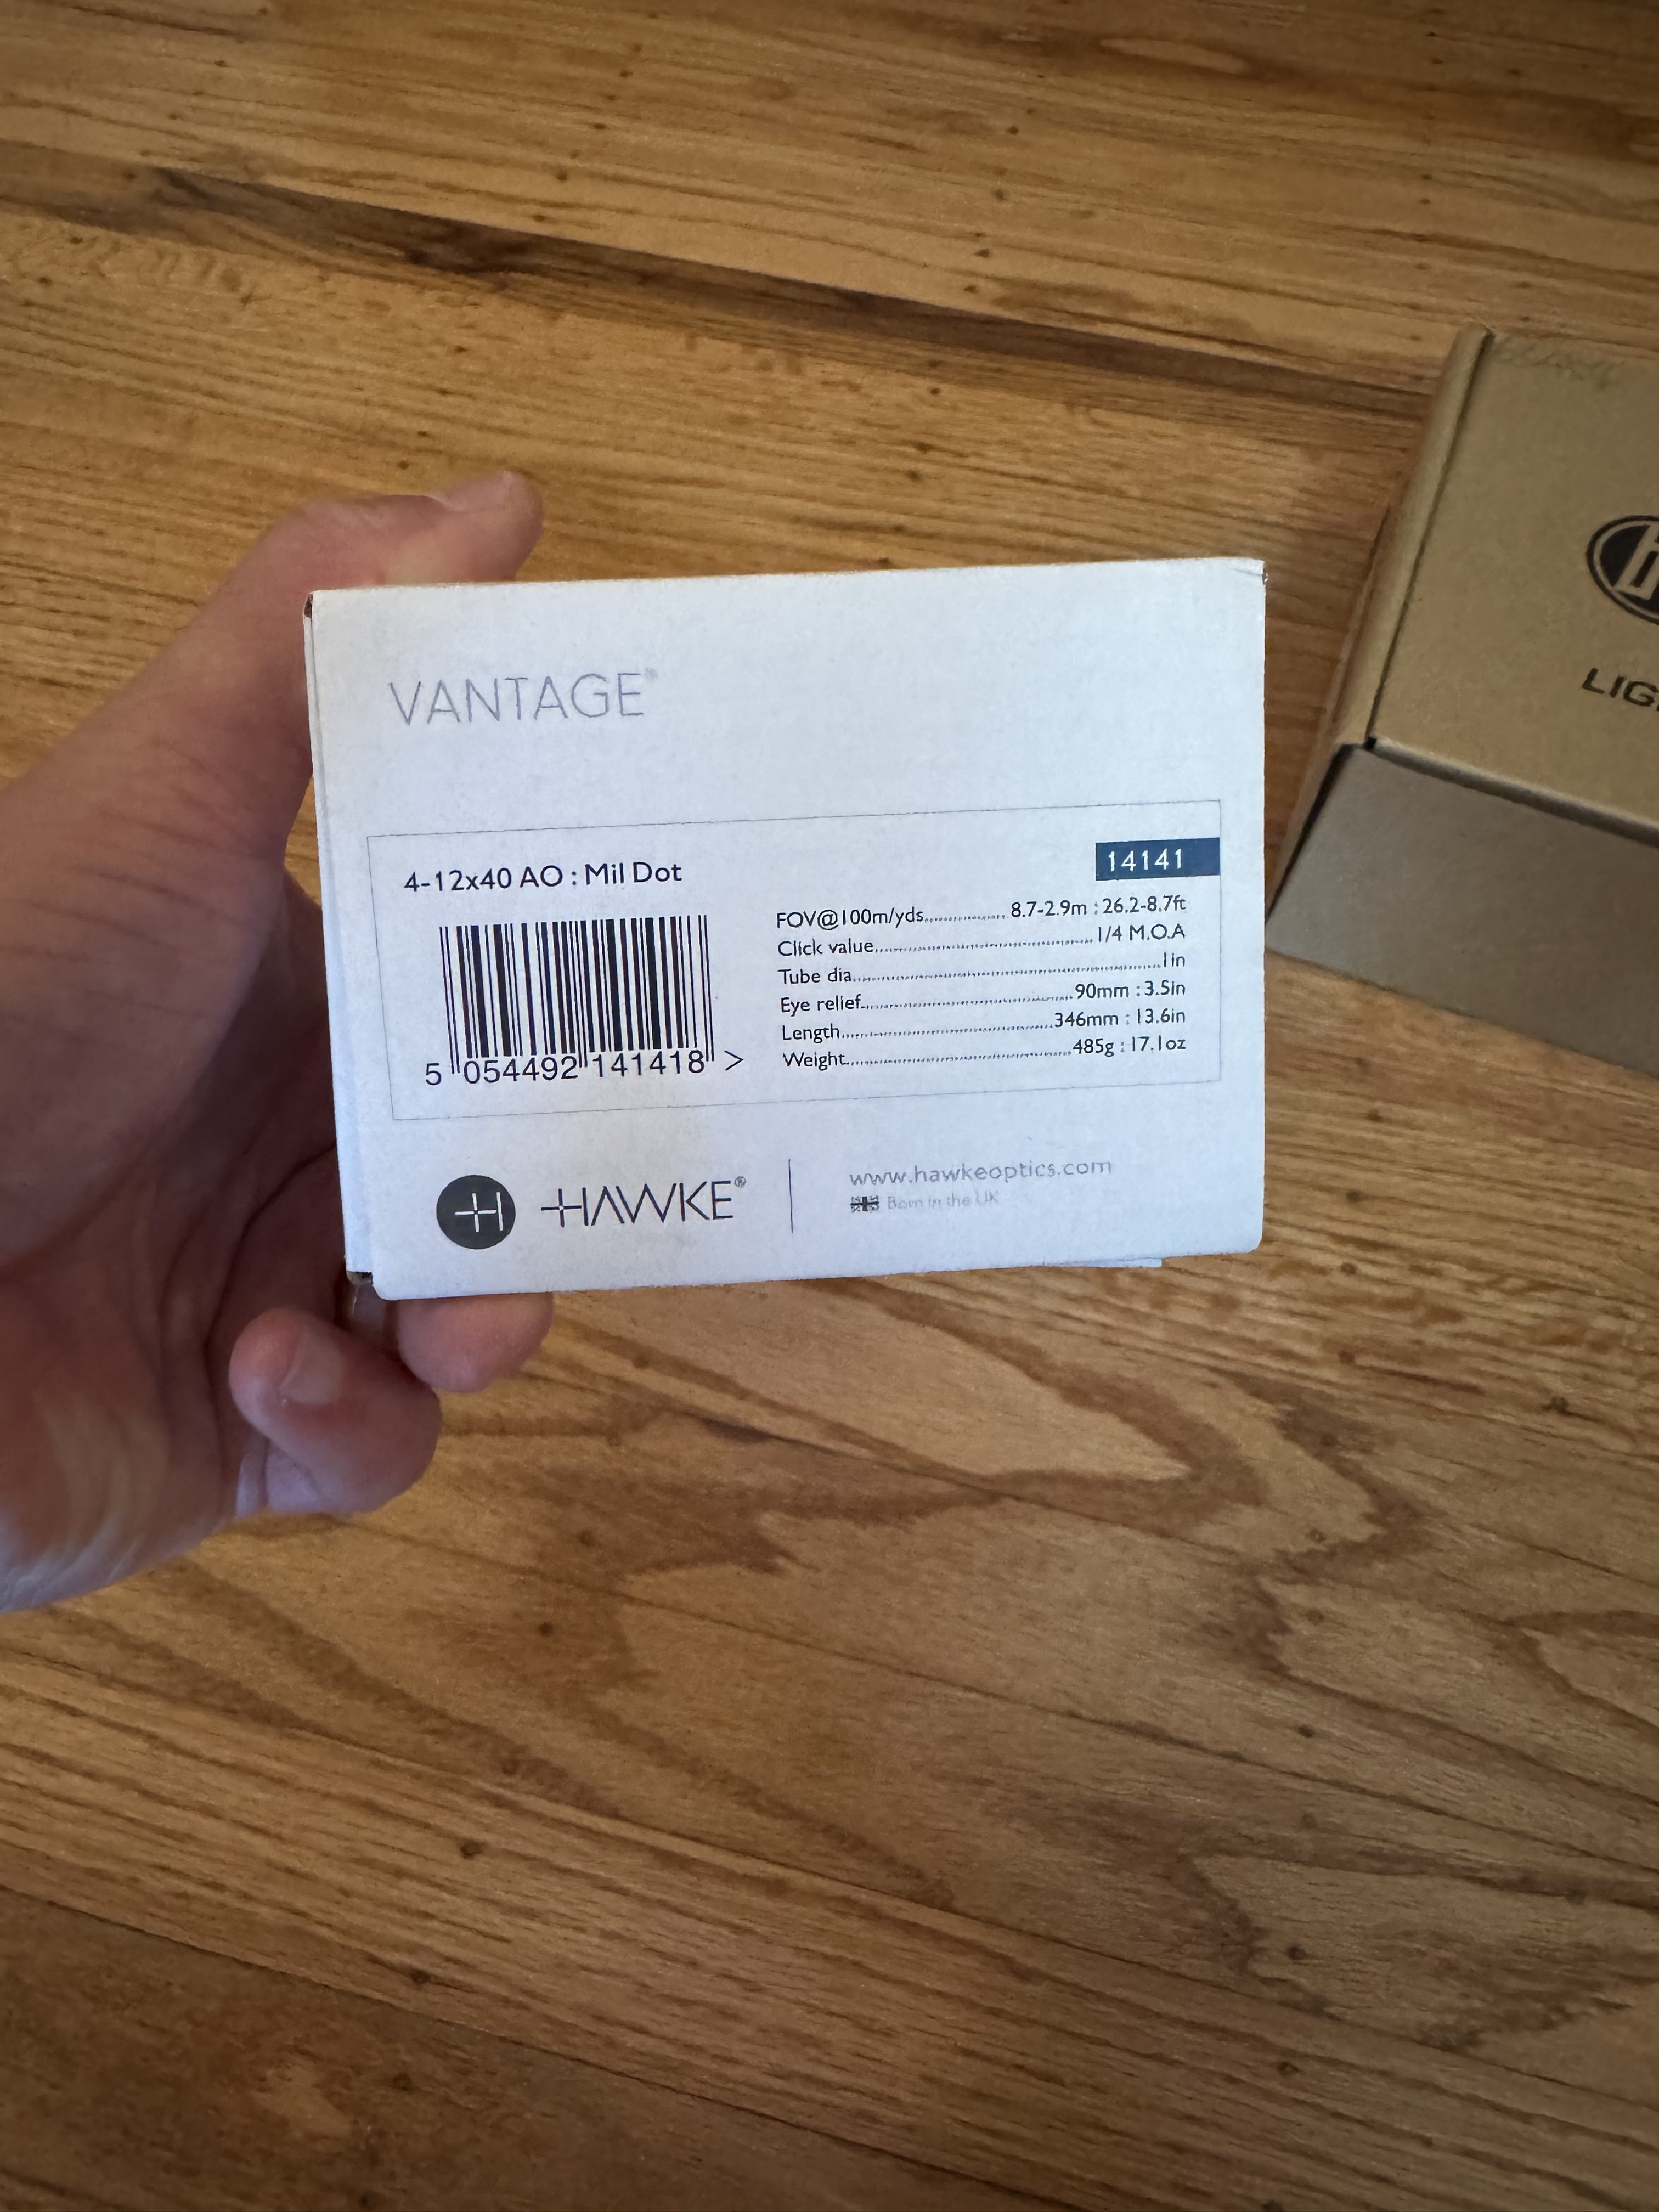 VANTAGE®
4-12x40 AO : Mil Dot
14141
FOV@100m/yds.................. 8.7-2.9m : 26.2-8.7ft
Click value.................................................1/4 M.O.A
Tube dia...............................................................1in
Eye relief...........................................90mm : 3.5in
Length...........................................346mm : 13.6in
Weight..............................................485g : 17.1oz
5 054492 141418 >
HAWKE®
www.hawkeoptics.com
Born in the UK